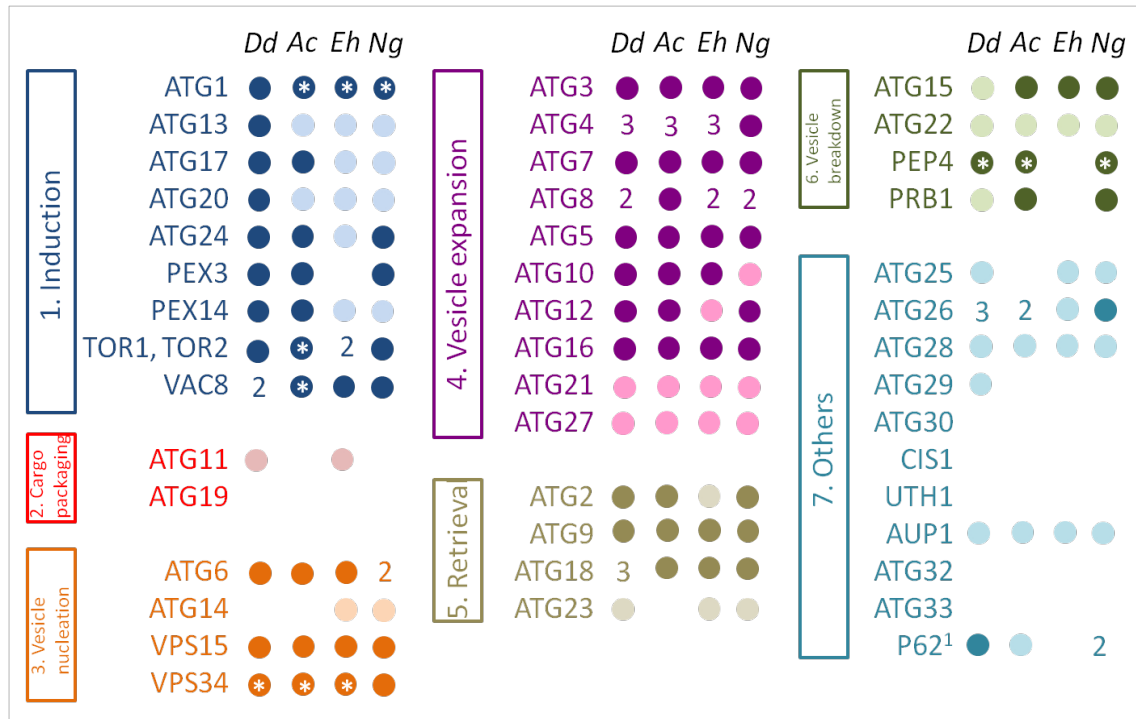 Dd Ac Eh Ng
1. Induction
ATG1 * * *
ATG13
ATG17
ATG20
ATG24
PEX3
PEX14
TOR1, TOR2 * 2
VAC8 2 *
2. Cargo
packaging
ATG11
ATG19
3. Vesicle
nucleation
ATG6 2
ATG14
VPS15
VPS34 * * *
Dd Ac Eh Ng
4. Vesicle expansion
ATG3
ATG4 3 3 3
ATG7
ATG8 2 2 2
ATG5
ATG10
ATG12
ATG16
ATG21
ATG27
5. Retrieval
ATG2
ATG9
ATG18 3
ATG23
Dd Ac Eh Ng
6. Vesicle
breakdown
ATG15
ATG22
PEP4 * * *
PRB1
7. Others
ATG25
ATG26 3 2
ATG28
ATG29
ATG30
CIS1
UTH1
AUP1
ATG32
ATG33
P62¹ 2